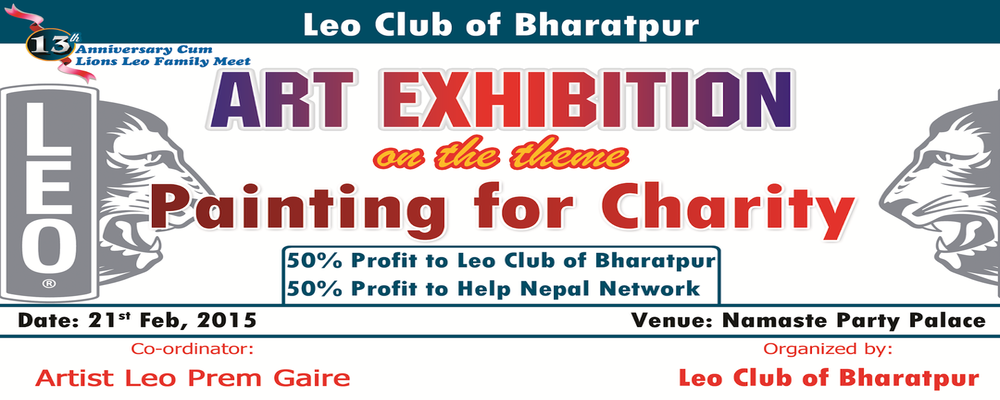 Leo Club of Bharatpur
13th
Anniversary Cum
Lions Leo Family Meet
ART EXHIBITION
on the theme
LEO
®
Painting for Charity
50% Profit to Leo Club of Bharatpur
50% Profit to Help Nepal Network
Date: 21st Feb, 2015
Venue: Namaste Party Palace
Co-ordinator:
Organized by:
Artist Leo Prem Gaire
Leo Club of Bharatpur